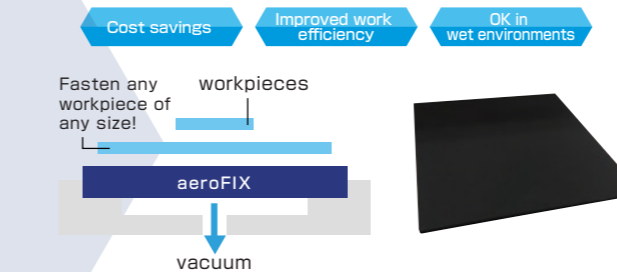 Cost savings
Improved work
efficiency
OK in
wet environments
Fasten any
workpiece of
any size!
workpieces
aeroFIX
vacuum